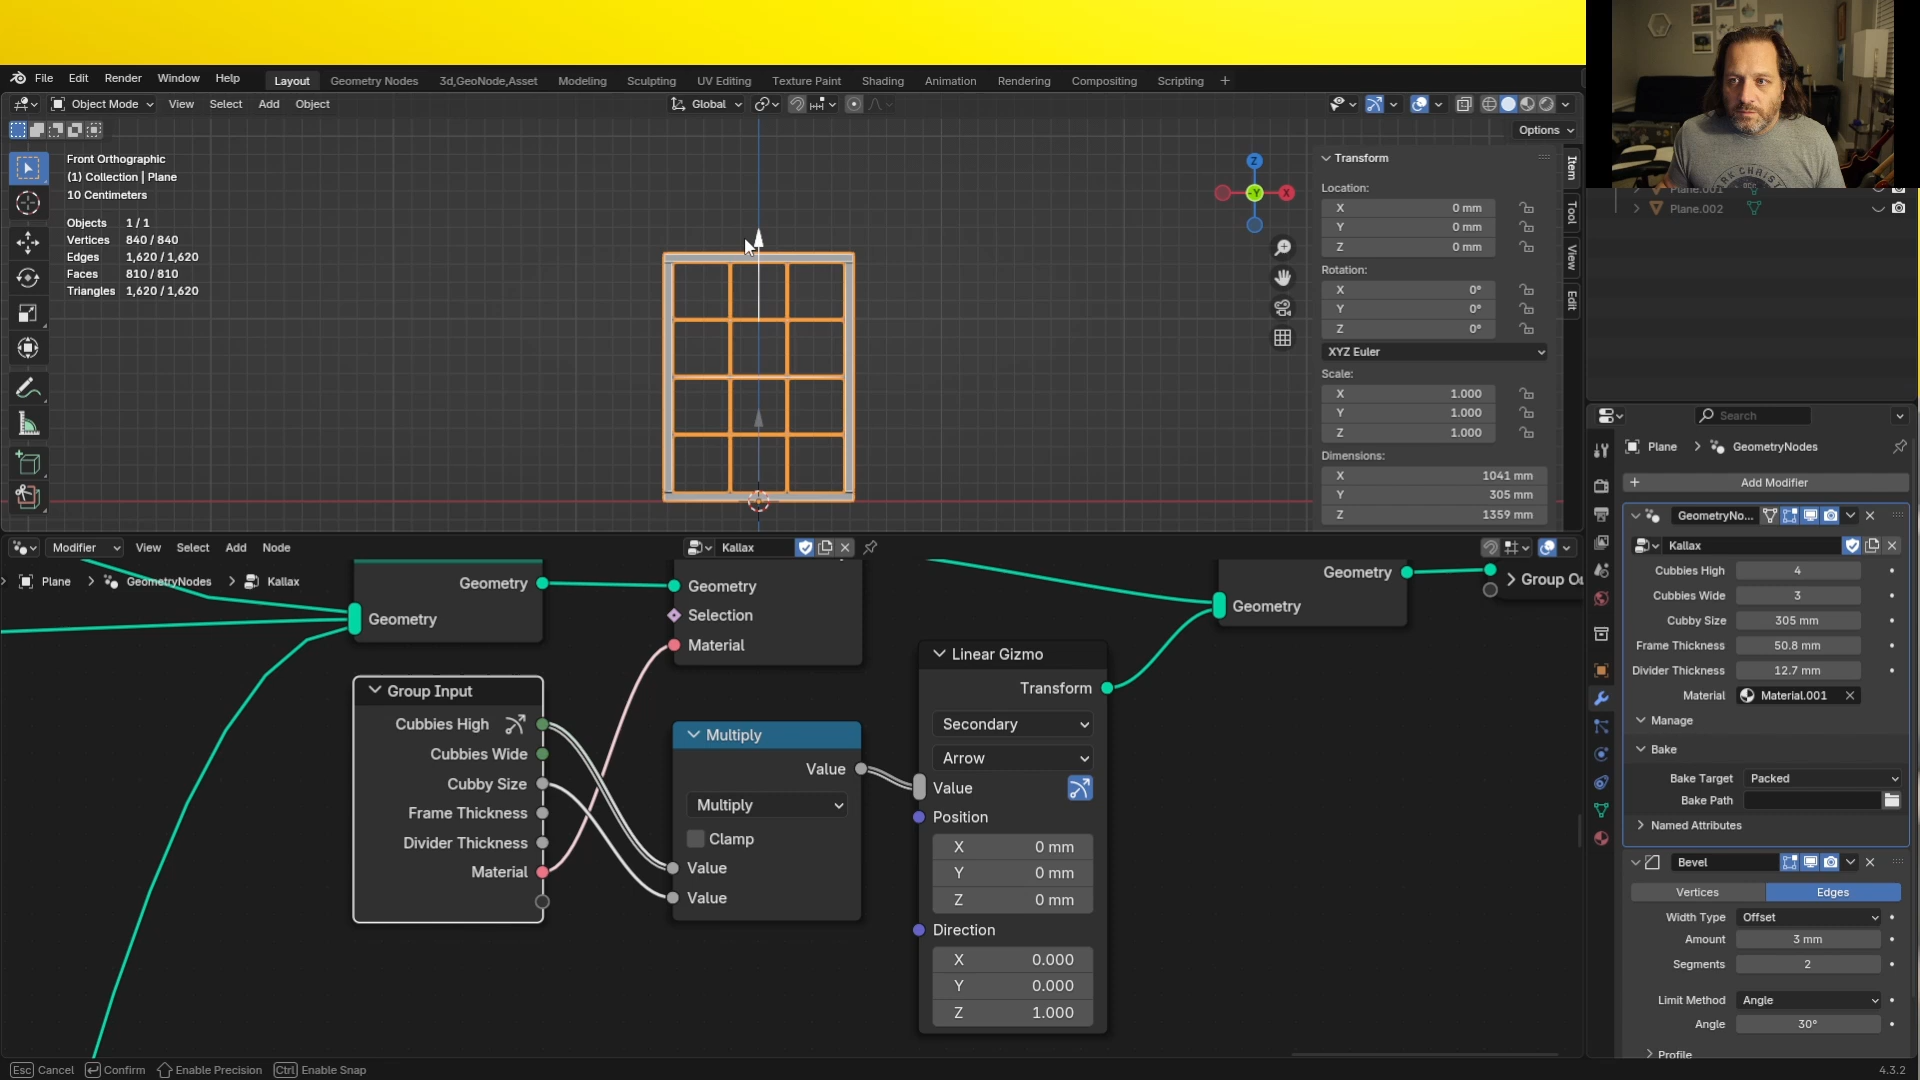 File Edit Render Window Help
Layout Geometry Nodes 3d,GeoNode,Asset Modeling Sculpting UV Editing Texture Paint Shading Animation Rendering Compositing Scripting +
Object Mode View Select Add Object
Global
Options
Front Orthographic
(1) Collection | Plane
10 Centimeters
Objects 1 / 1
Vertices 840 / 840
Edges 1,620 / 1,620
Faces 810 / 810
Triangles 1,620 / 1,620
Z
-Y
X
Transform
Location:
X 0 mm
Y 0 mm
Z 0 mm
Rotation:
X 0°
Y 0°
Z 0°
XYZ Euler
Scale:
X 1.000
Y 1.000
Z 1.000
Dimensions:
X 1041 mm
Y 305 mm
Z 1359 mm
Item
Tool
View
Edit
Plane.001
Plane.002
Search
Plane > GeometryNodes
+ Add Modifier
GeometryNo...
Kallax
Cubbies High 4
Cubbies Wide 3
Cubby Size 305 mm
Frame Thickness 50.8 mm
Divider Thickness 12.7 mm
Material Material.001
Manage
Bake
Bake Target Packed
Bake Path
Named Attributes
Bevel
Vertices Edges
Width Type Offset
Amount 3 mm
Segments 2
Limit Method Angle
Angle 30°
Profile
Modifier View Select Add Node
Kallax
Plane > GeometryNodes > Kallax
Geometry
Geometry
Geometry
Selection
Material
Geometry
Geometry
Group Ou
Group Input
Cubbies High
Cubbies Wide
Cubby Size
Frame Thickness
Divider Thickness
Material
Multiply
Value
Multiply
Clamp
Value
Value
Linear Gizmo
Transform
Secondary
Arrow
Value
Position
X 0 mm
Y 0 mm
Z 0 mm
Direction
X 0.000
Y 0.000
Z 1.000
Esc Cancel Confirm Enable Precision Ctrl Enable Snap
4.3.2